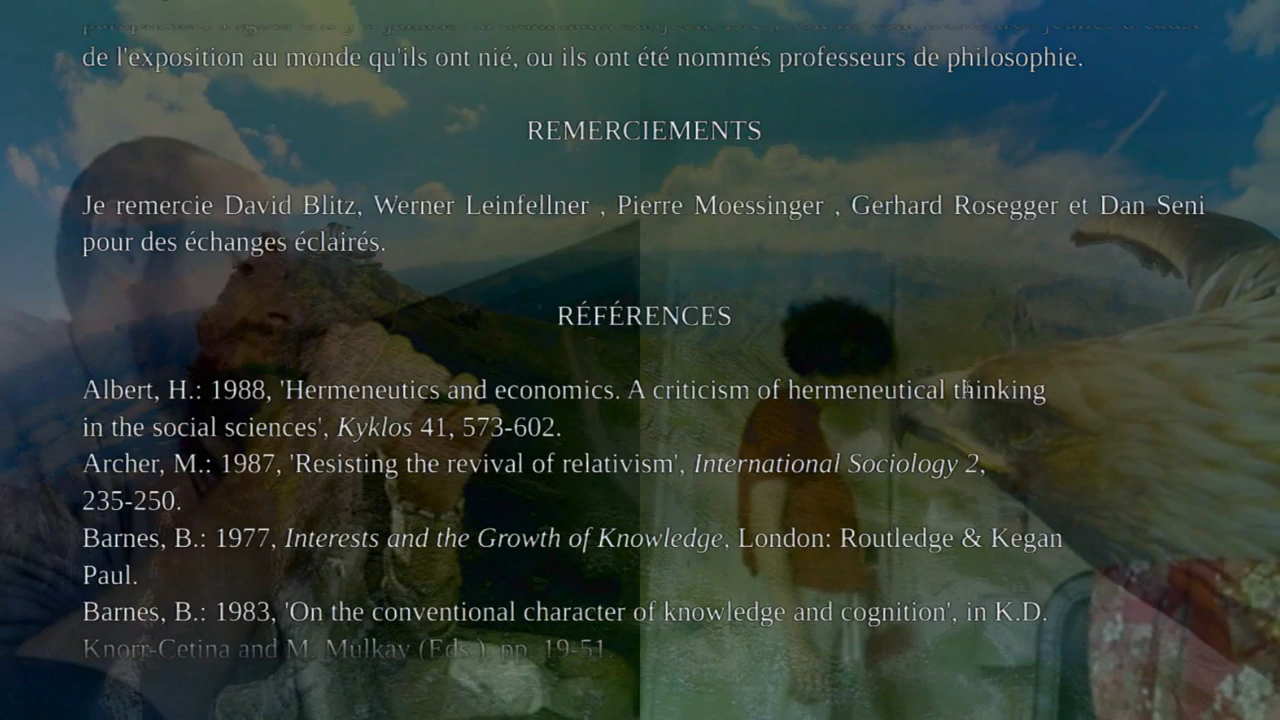 de l'exposition au monde qu'ils ont nié, ou ils ont été nommés professeurs de philosophie.
REMERCIEMENTS
Je remercie David Blitz, Werner Leinfellner , Pierre Moessinger , Gerhard Rosegger et Dan Seni
pour des échanges éclairés.
RÉFÉRENCES
Albert, H.: 1988, 'Hermeneutics and economics. A criticism of hermeneutical thinking
in the social sciences', Kyklos 41, 573-602.
Archer, M.: 1987, 'Resisting the revival of relativism', International Sociology 2,
235-250.
Barnes, B.: 1977, Interests and the Growth of Knowledge, London: Routledge & Kegan
Paul.
Barnes, B.: 1983, 'On the conventional character of knowledge and cognition', in K.D.
Knorr-Cetina and M. Mulkay (Eds.), pp. 19-51.